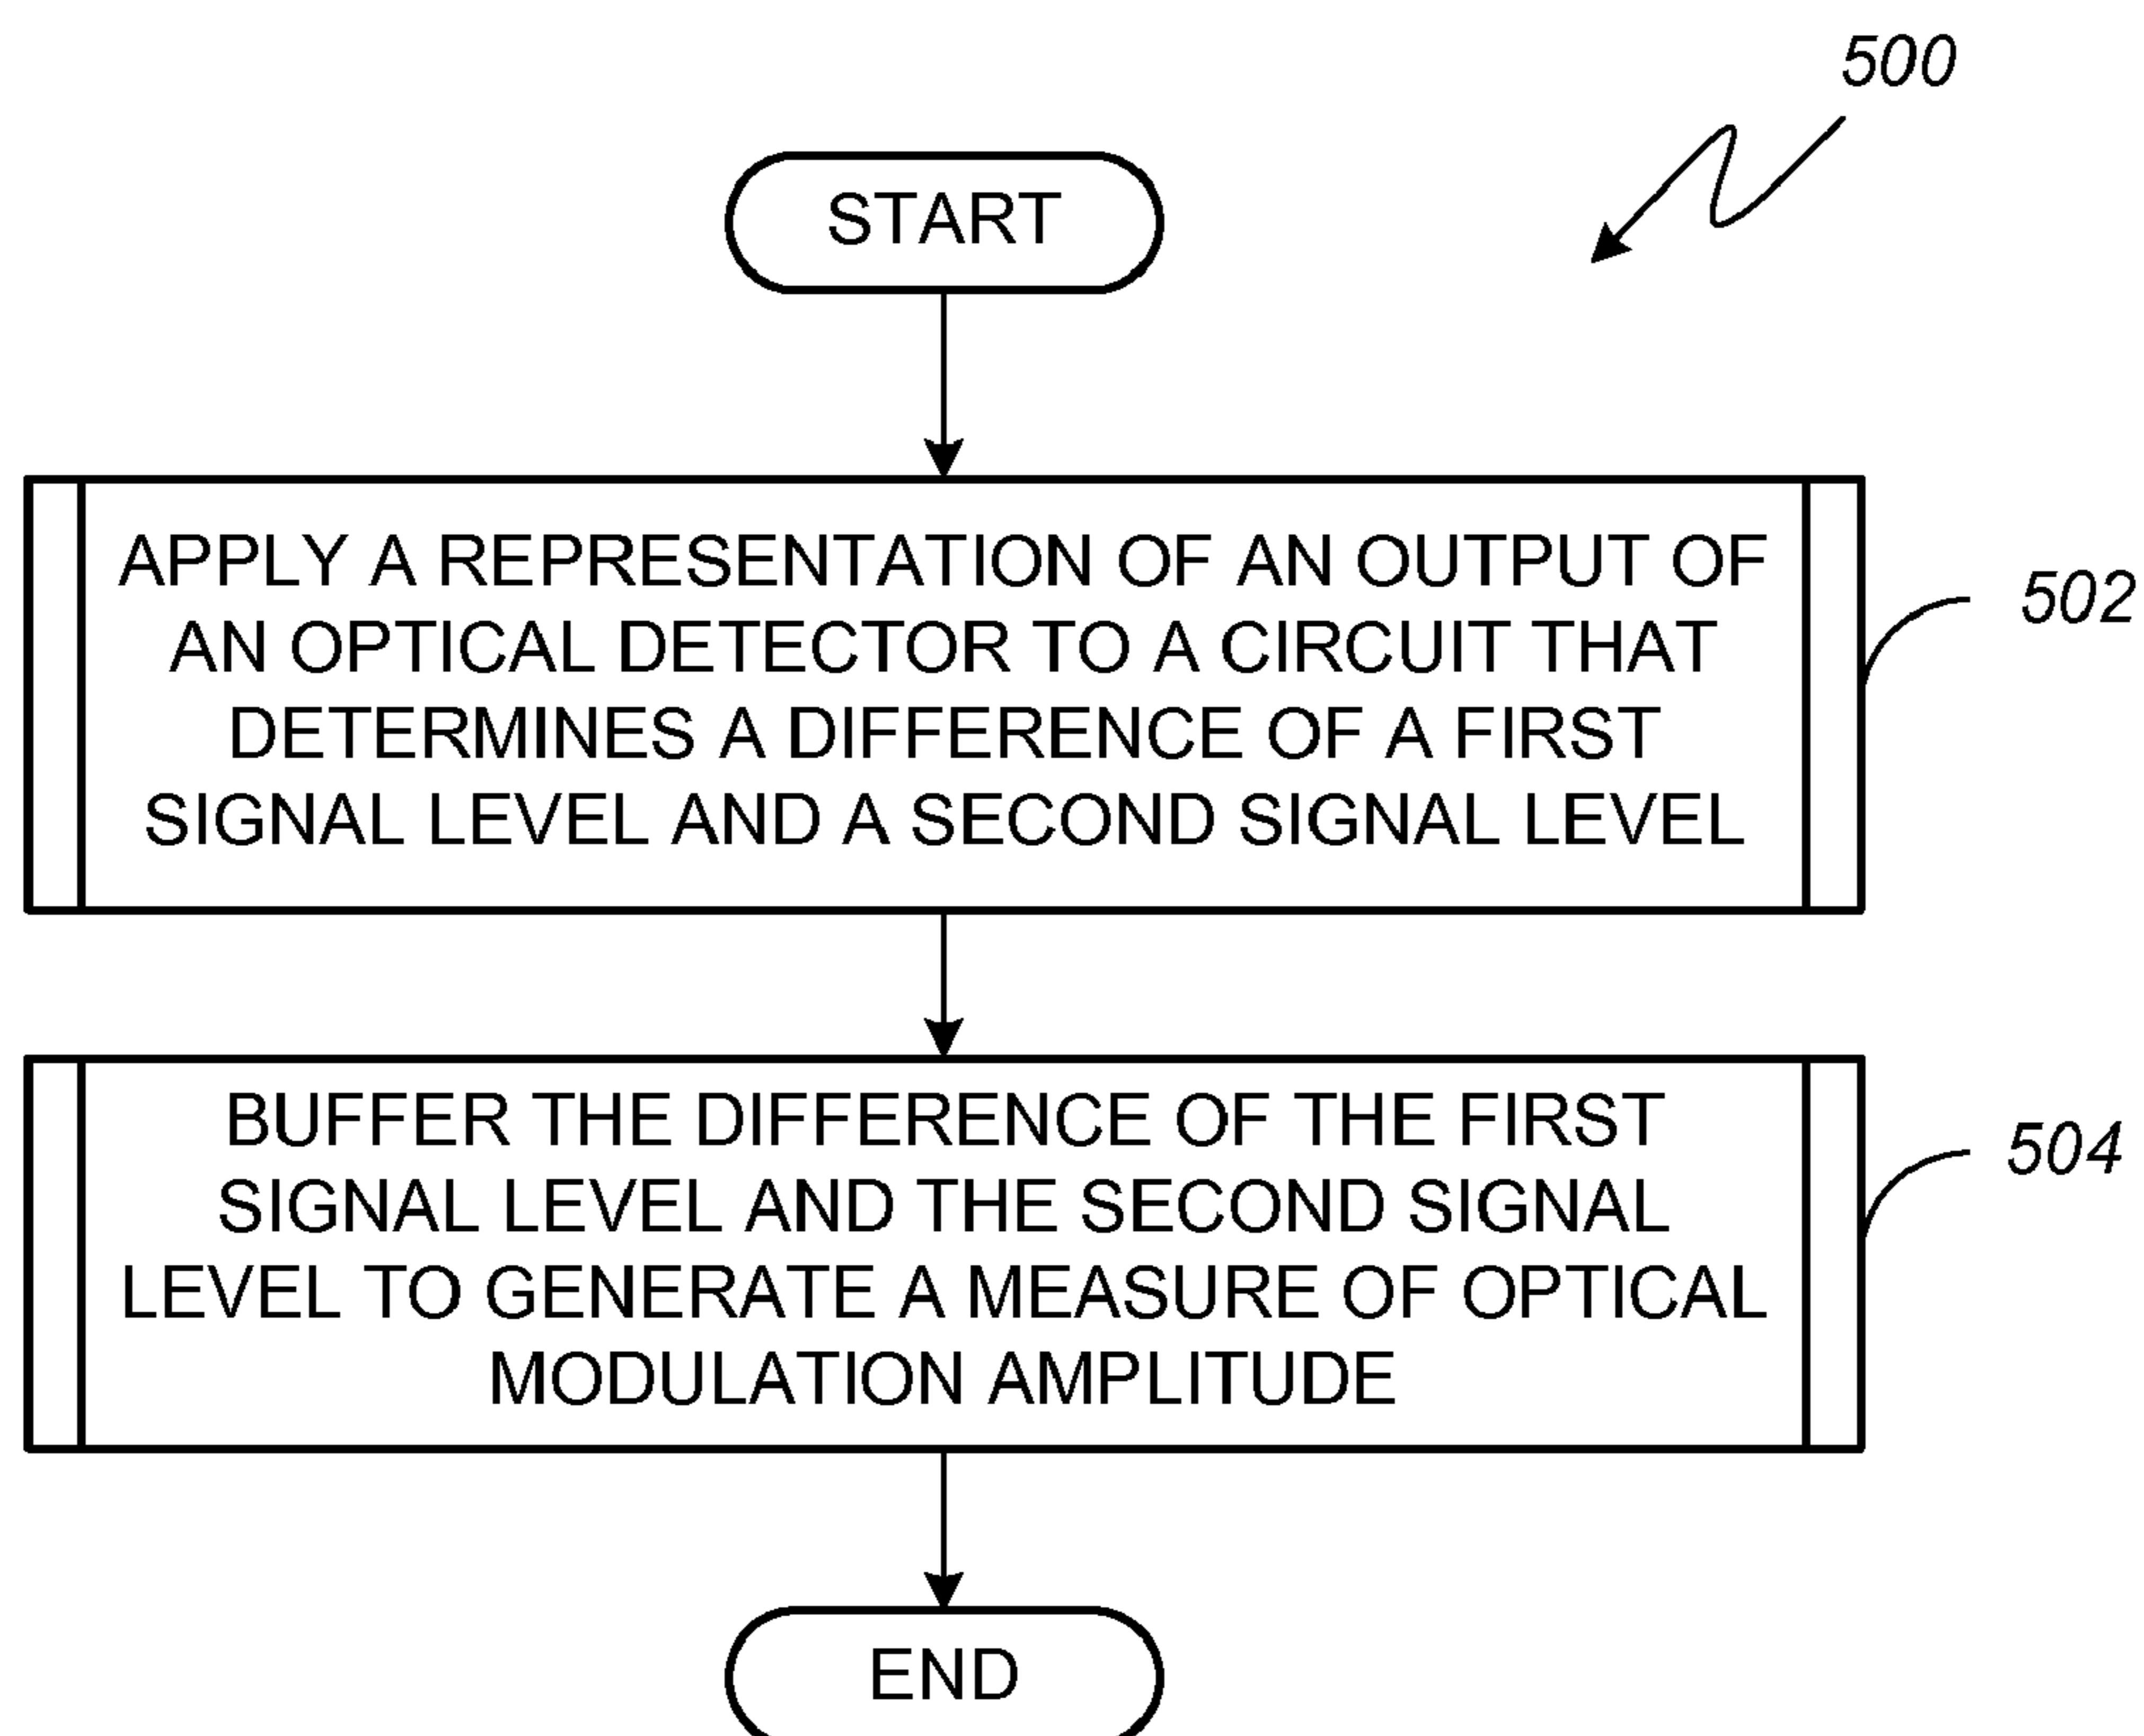 500
START
APPLY A REPRESENTATION OF AN OUTPUT OF
AN OPTICAL DETECTOR TO A CIRCUIT THAT
DETERMINES A DIFFERENCE OF A FIRST
SIGNAL LEVEL AND A SECOND SIGNAL LEVEL
502
BUFFER THE DIFFERENCE OF THE FIRST
SIGNAL LEVEL AND THE SECOND SIGNAL
LEVEL TO GENERATE A MEASURE OF OPTICAL
MODULATION AMPLITUDE
504
END